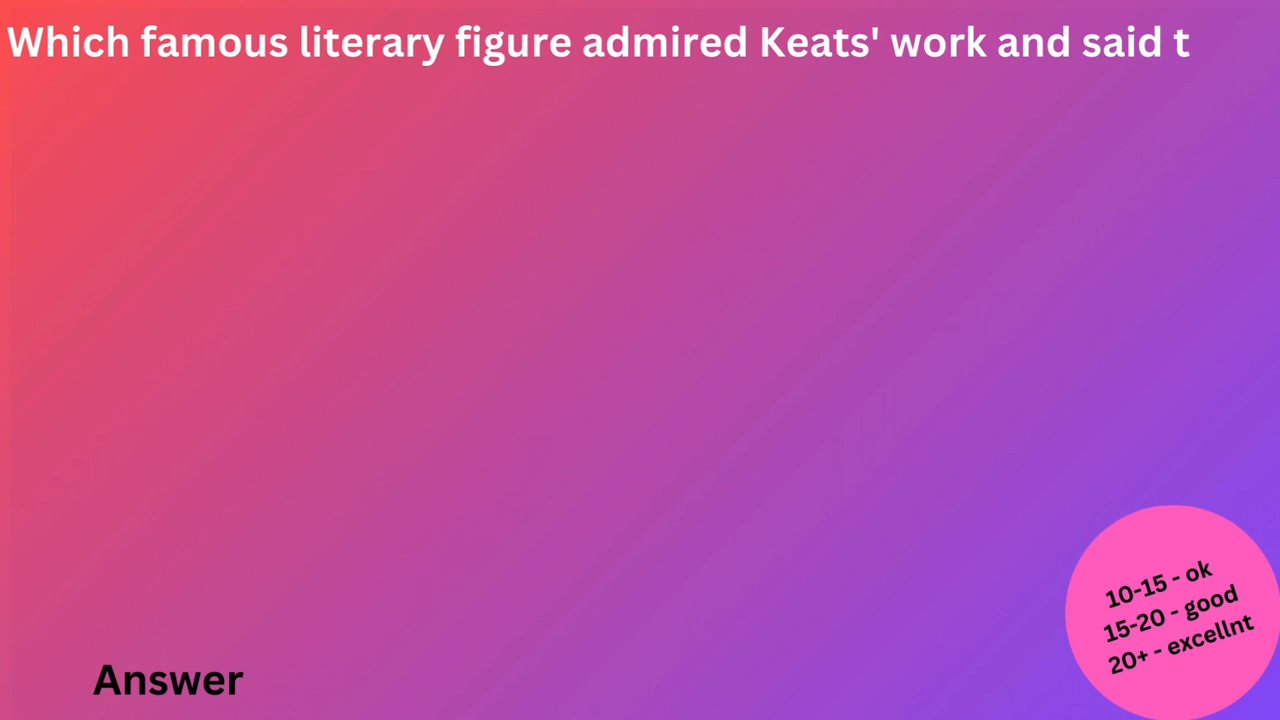 Which famous literary figure admired Keats' work and said t
10-15 - ok
15-20 - good
20+ - excellnt
Answer